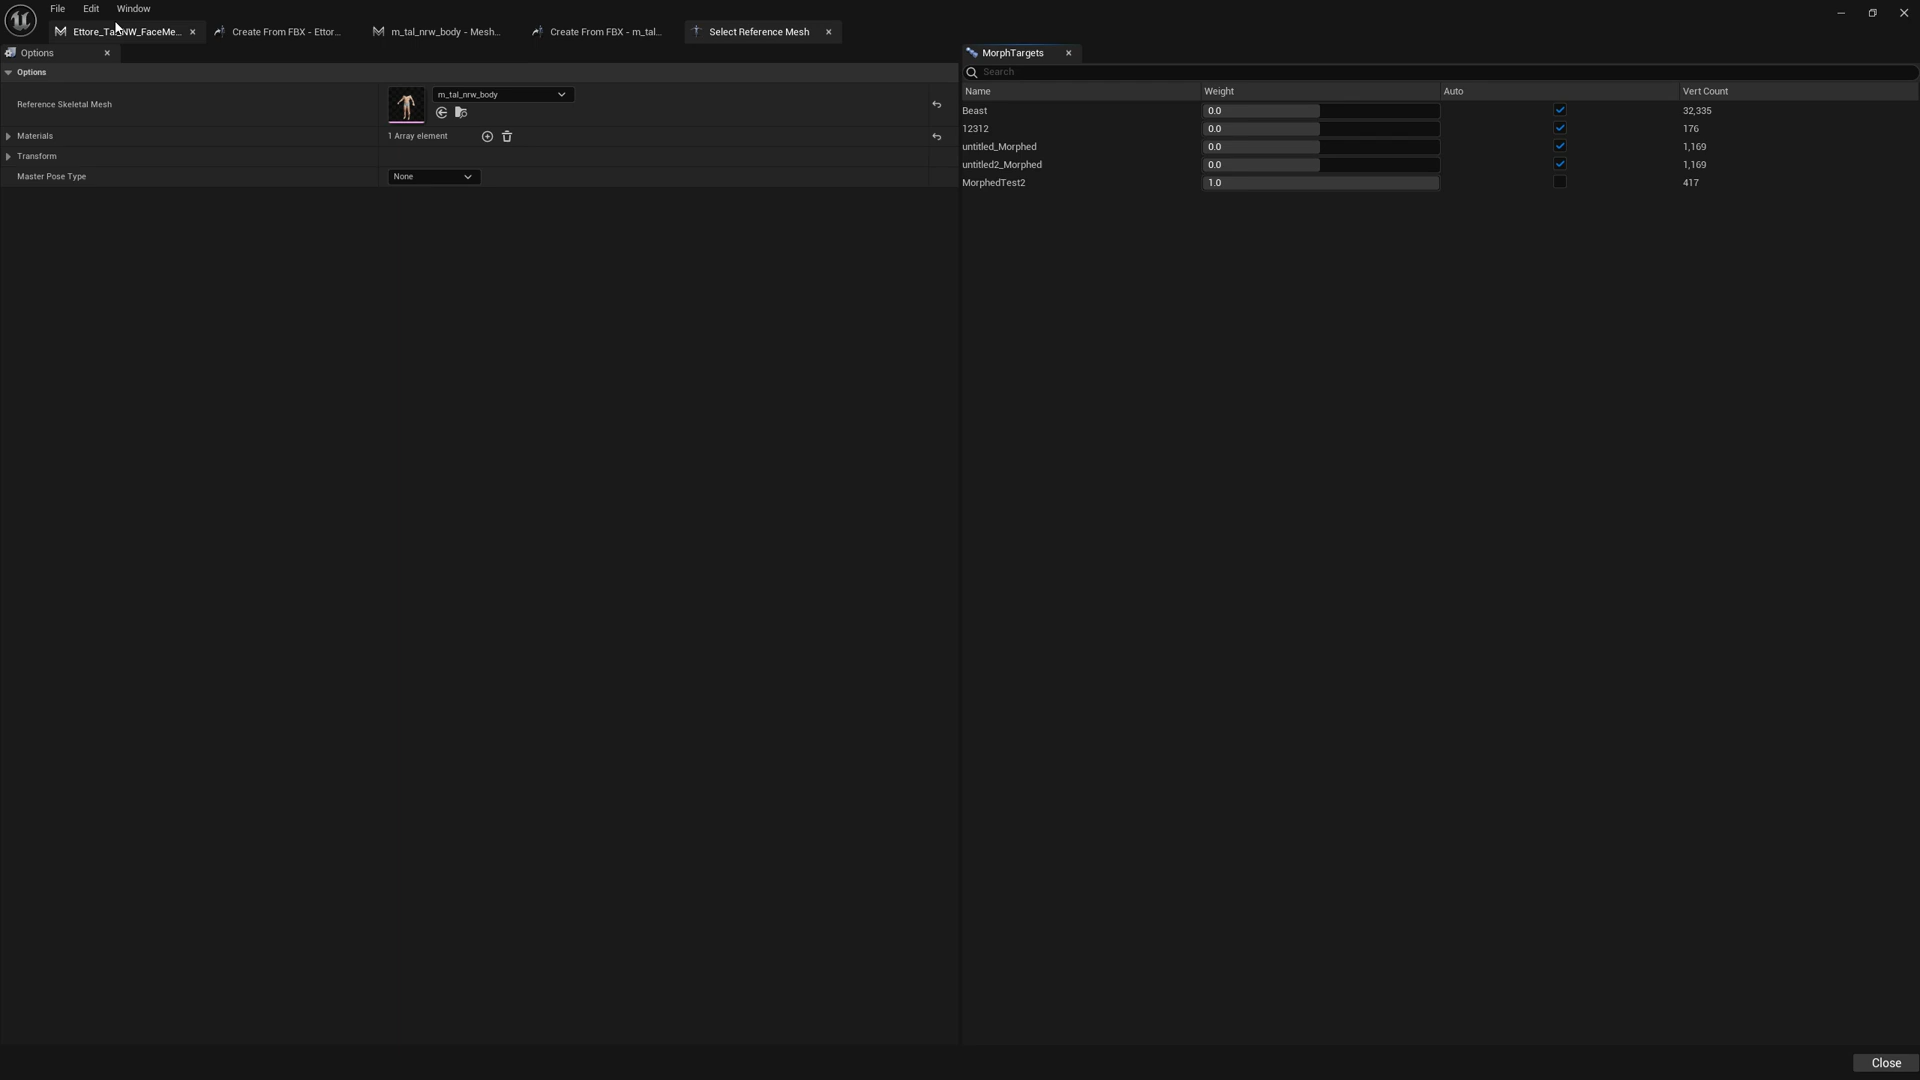 File Edit Window
Ettore_Tal_NW_FaceMe... Create From FBX - Ettor... m_tal_nrw_body - Mesh... Create From FBX - m_tal... Select Reference Mesh
Options
Options
Reference Skeletal Mesh m_tal_nrw_body
Materials 1 Array element
Transform
Master Pose Type None
MorphTargets
Search
Name Weight Auto Vert Count
Beast 0.0 32,335
12312 0.0 176
untitled_Morphed 0.0 1,169
untitled2_Morphed 0.0 1,169
MorphedTest2 1.0 417
Close